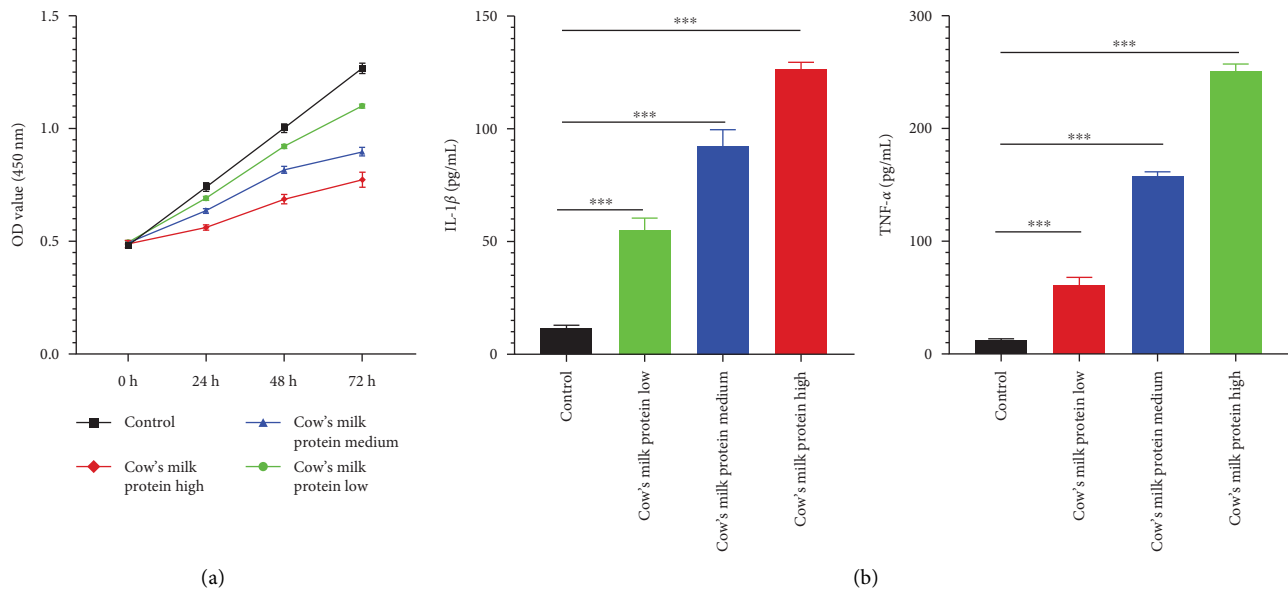 1.5
1.0
0.5
0.0
OD value (450 nm)
0 h
24 h
48 h
72 h
Control
Cow's milk
protein high
Cow's milk
protein medium
Cow's milk
protein low
(a)
150
100
50
0
IL-1β (pg/mL)
***
***
***
Control
Cow's milk protein low
Cow's milk protein medium
Cow's milk protein high
300
200
100
0
TNF-α (pg/mL)
***
***
***
Control
Cow's milk protein low
Cow's milk protein medium
Cow's milk protein high
(b)